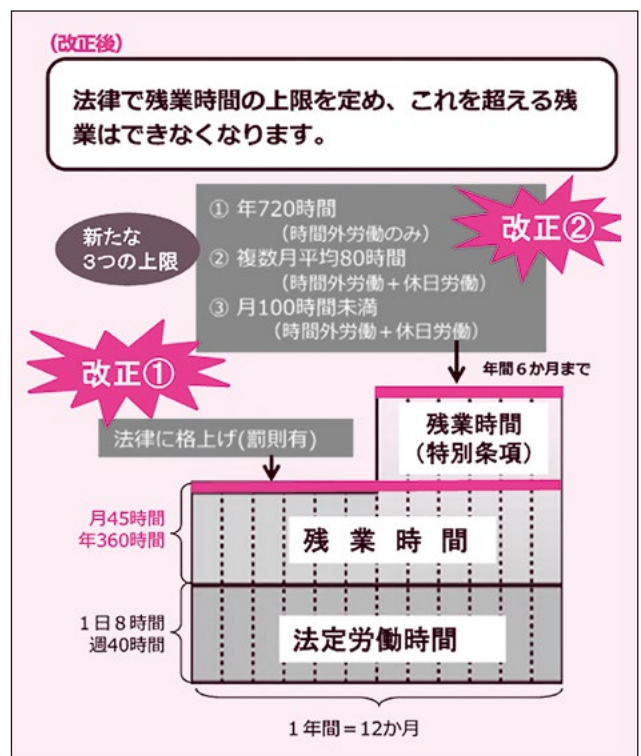 (改正後)
法律で残業時間の上限を定め、これを超える残
業はできなくなります。
新たな
3つの上限
① 年720時間
(時間外労働のみ)
② 複数月平均80時間
(時間外労働+休日労働)
③ 月100時間未満
(時間外労働+休日労働)
改正②
改正①
年間6か月まで
法律に格上げ(罰則有)
残業時間
(特別条項)
月45時間
年360時間
残業時間
1日8時間
週40時間
法定労働時間
1年間=12か月